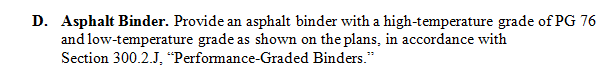 D. Asphalt Binder. Provide an asphalt binder with a high-temperature grade of PG 76
and low-temperature grade as shown on the plans, in accordance with
Section 300.2.J, “Performance-Graded Binders.”